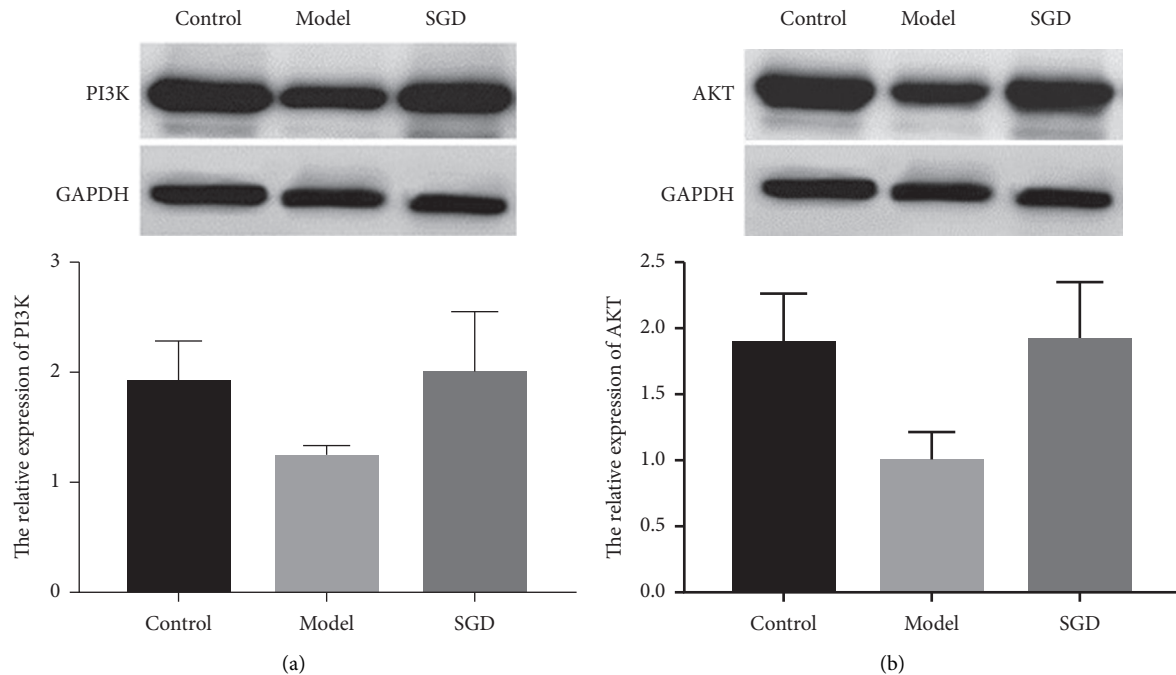 Control Model SGD
PI3K
GAPDH
The relative expression of PI3K
3
2
1
0
Control Model SGD
(a)
Control Model SGD
AKT
GAPDH
The relative expression of AKT
2.5
2.0
1.5
1.0
0.5
0.0
Control Model SGD
(b)